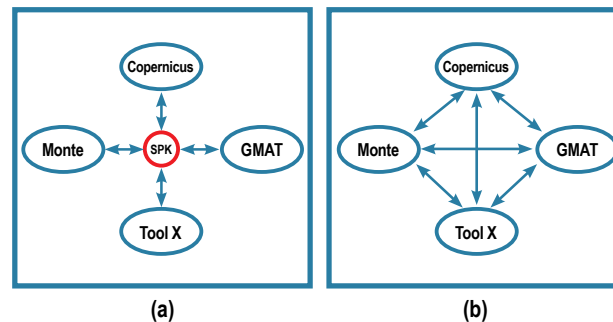 Copernicus
Monte
SPK
GMAT
Tool X
(a)
Copernicus
Monte
GMAT
Tool X
(b)